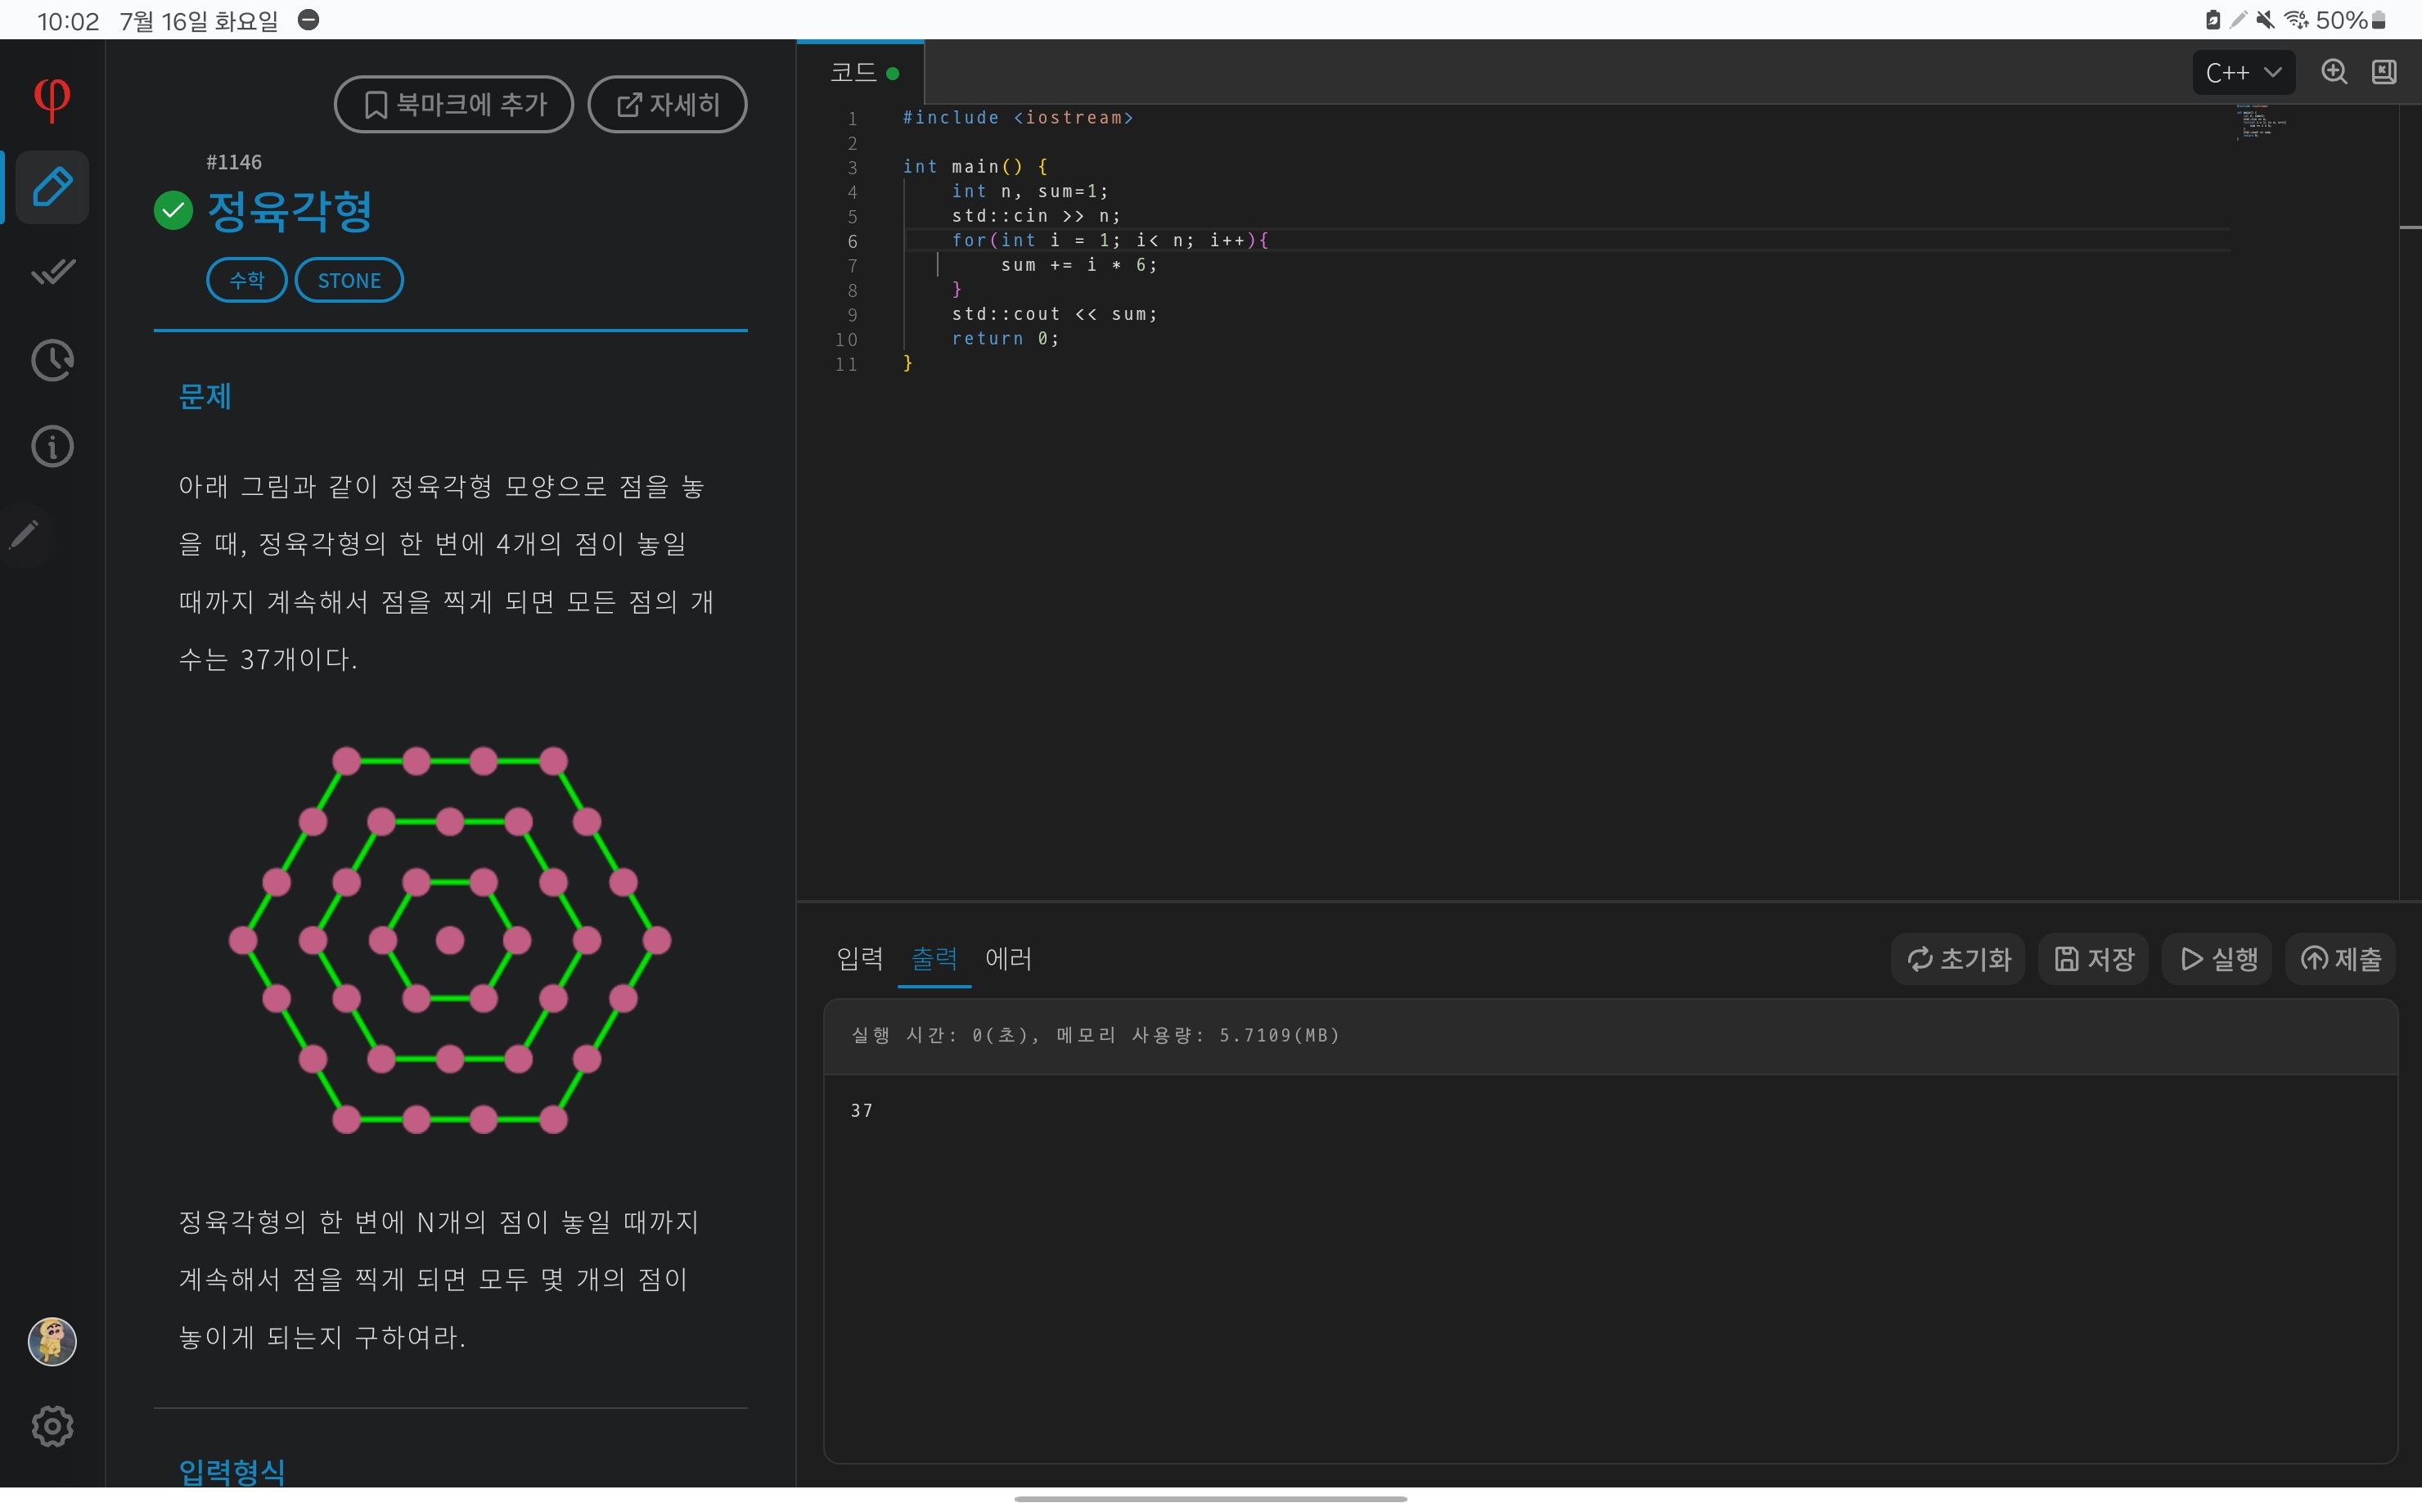 10:02 7월 16일 화요일
50%
φ
북마크에 추가
자세히
#1146
정육각형
수학
STONE
문제
아래 그림과 같이 정육각형 모양으로 점을 놓
을 때, 정육각형의 한 변에 4개의 점이 놓일
때까지 계속해서 점을 찍게 되면 모든 점의 개
수는 37개이다.
정육각형의 한 변에 N개의 점이 놓일 때까지
계속해서 점을 찍게 되면 모두 몇 개의 점이
놓이게 되는지 구하여라.
입력형식
코드
C++
1 #include <iostream>
2
3 int main() {
4     int n, sum=1;
5     std::cin >> n;
6     for(int i = 1; i< n; i++){
7         sum += i * 6;
8     }
9     std::cout << sum;
10     return 0;
11 }
입력 출력 에러
초기화 저장 실행 제출
실행 시간: 0(초), 메모리 사용량: 5.7109(MB)
37